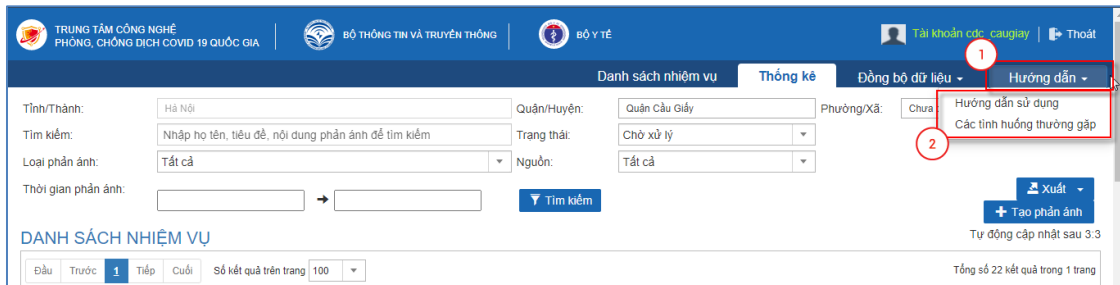 TRUNG TÂM CÔNG NGHỆ
PHÒNG, CHỐNG DỊCH COVID 19 QUỐC GIA
BỘ THÔNG TIN VÀ TRUYỀN THÔNG
BỘ Y TẾ
Tài khoản cdc_caugiay
Thoát
1
Danh sách nhiệm vụ
Thống kê
Đồng bộ dữ liệu
Hướng dẫn
Tỉnh/Thành:
Hà Nội
Quận/Huyện:
Quận Cầu Giấy
Phường/Xã:
Chưa
Hướng dẫn sử dụng
Các tình huống thường gặp
2
Tìm kiếm:
Nhập họ tên, tiêu đề, nội dung phản ánh để tìm kiếm
Trạng thái:
Chờ xử lý
Loại phản ánh:
Tất cả
Nguồn:
Tất cả
Thời gian phản ánh:
Tìm kiếm
Xuất
Tạo phản ánh
DANH SÁCH NHIỆM VỤ
Tự động cập nhật sau 3:3
Đầu Trước 1 Tiếp Cuối Số kết quả trên trang 100
Tổng số 22 kết quả trong 1 trang